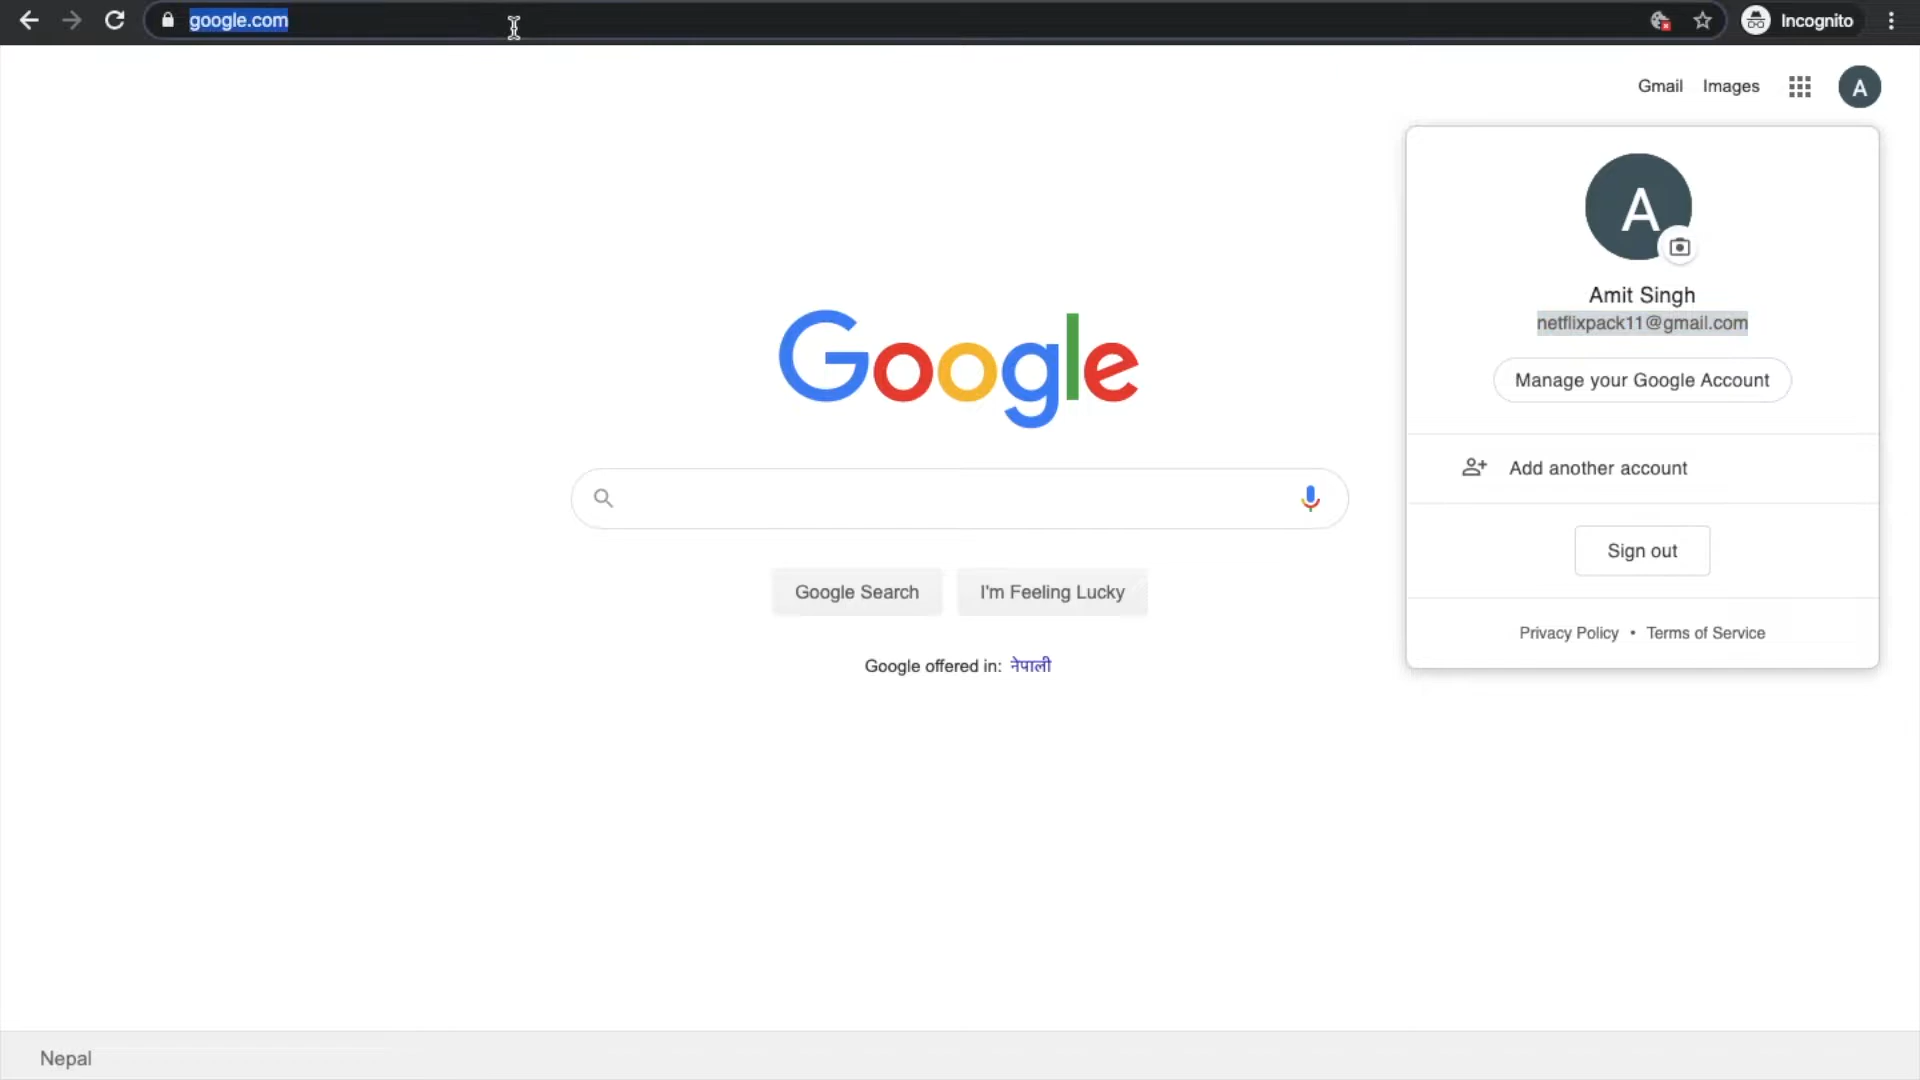 google.com
Incognito
Gmail Images
A
A
Amit Singh
netflixpack11@gmail.com
Manage your Google Account
Add another account
Sign out
Privacy Policy • Terms of Service
Google
Google Search I'm Feeling Lucky
Google offered in: नेपाली
Nepal